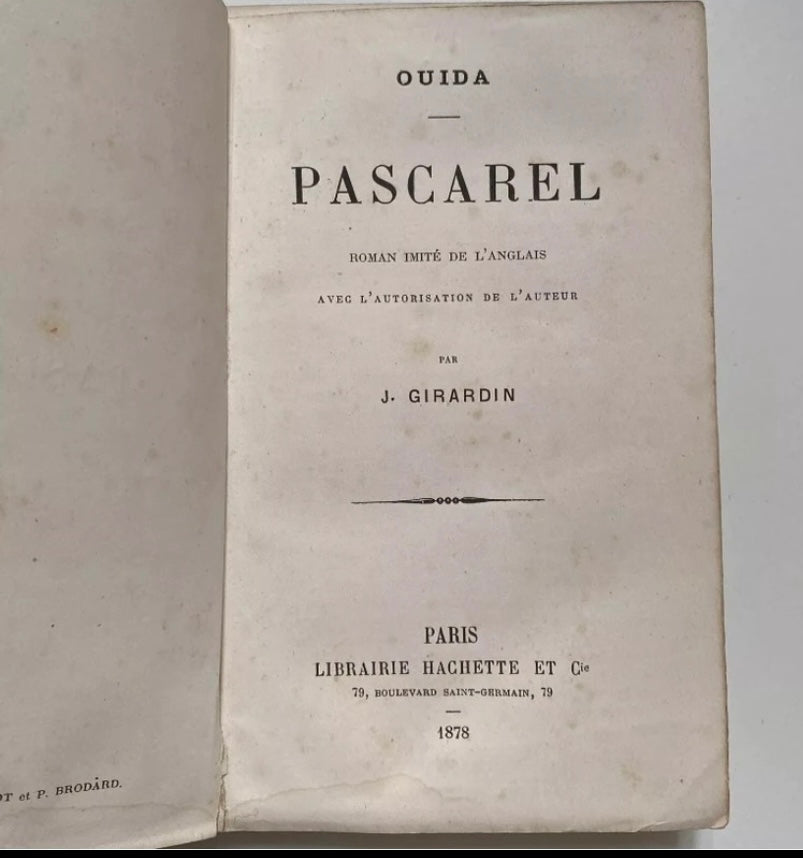 OUIDA
PASCAREL
ROMAN IMITÉ DE L'ANGLAIS
AVEC L'AUTORISATION DE L'AUTEUR
PAR
J. GIRARDIN
PARIS
LIBRAIRIE HACHETTE ET Cie
79, BOULEVARD SAINT-GERMAIN, 79
1878
et P. BRODARD.